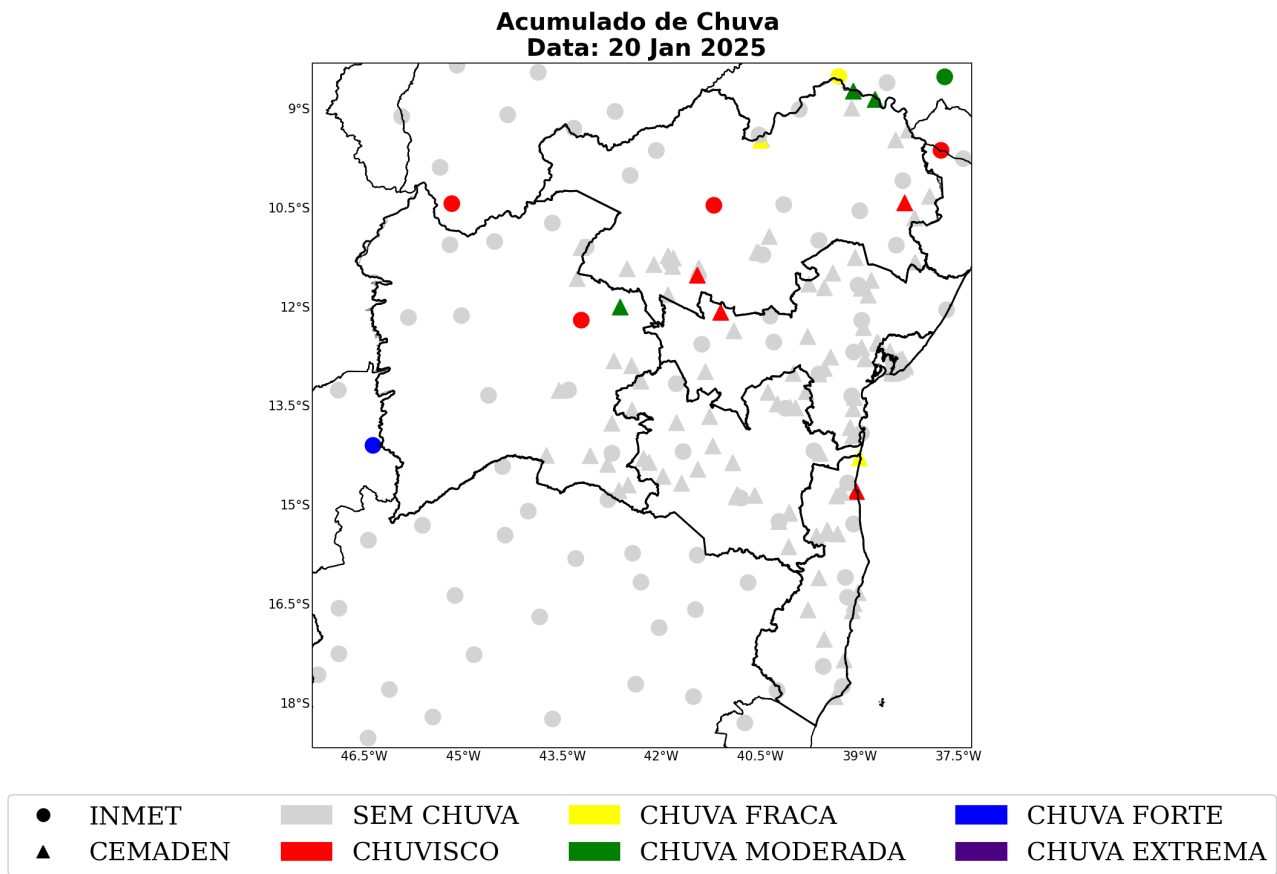 Acumulado de Chuva
Data: 20 Jan 2025
9°S
10.5°S
12°S
13.5°S
15°S
16.5°S
18°S
46.5°W 45°W 43.5°W 42°W 40.5°W 39°W 37.5°W
INMET SEM CHUVA CHUVA FRACA CHUVA FORTE
CEMADEN CHUVISCO CHUVA MODERADA CHUVA EXTREMA